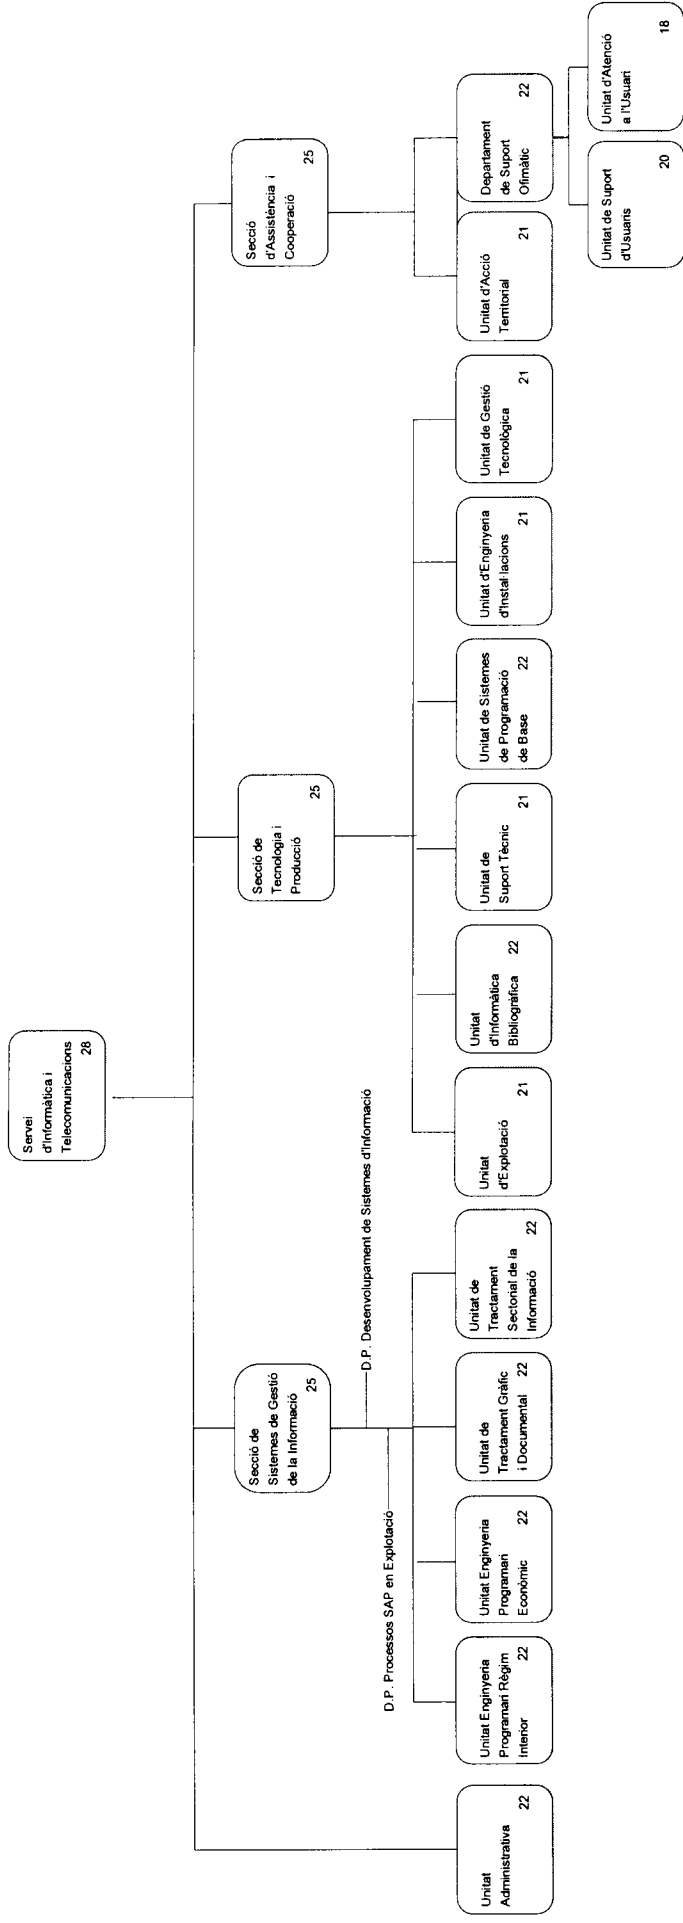 Servei
d'Informàtica i
Telecomunicacions
28
Secció de
Sistemes de Gestió
de la Informació
25
Secció de
Tecnologia i
Producció
25
Secció
d'Assistència i
Cooperació
25
D.P. Desenvolupament de Sistemes d'Informació
D.P. Processos SAP en Explotació
Unitat
Administrativa
22
Unitat Enginyeria
Programari Règim
Interior
22
Unitat Enginyeria
Programari
Econòmic
22
Unitat de
Tractament Gràfic
i Documental
22
Unitat de
Tractament
Sectorial de la
Informació
22
Unitat
d'Explotació
21
Unitat
d'Informàtica
Bibliogràfica
22
Unitat de
Suport Tècnic
21
Unitat de Sistemes
de Programació
de Base
22
Unitat d'Enginyeria
d'Instal·lacions
21
Unitat de Gestió
Tecnològica
21
Unitat d'Acció
Territorial
21
Departament
de Suport
Ofimàtic
22
Unitat de Suport
d'Usuaris
20
Unitat d'Atenció
a l'Usuari
18